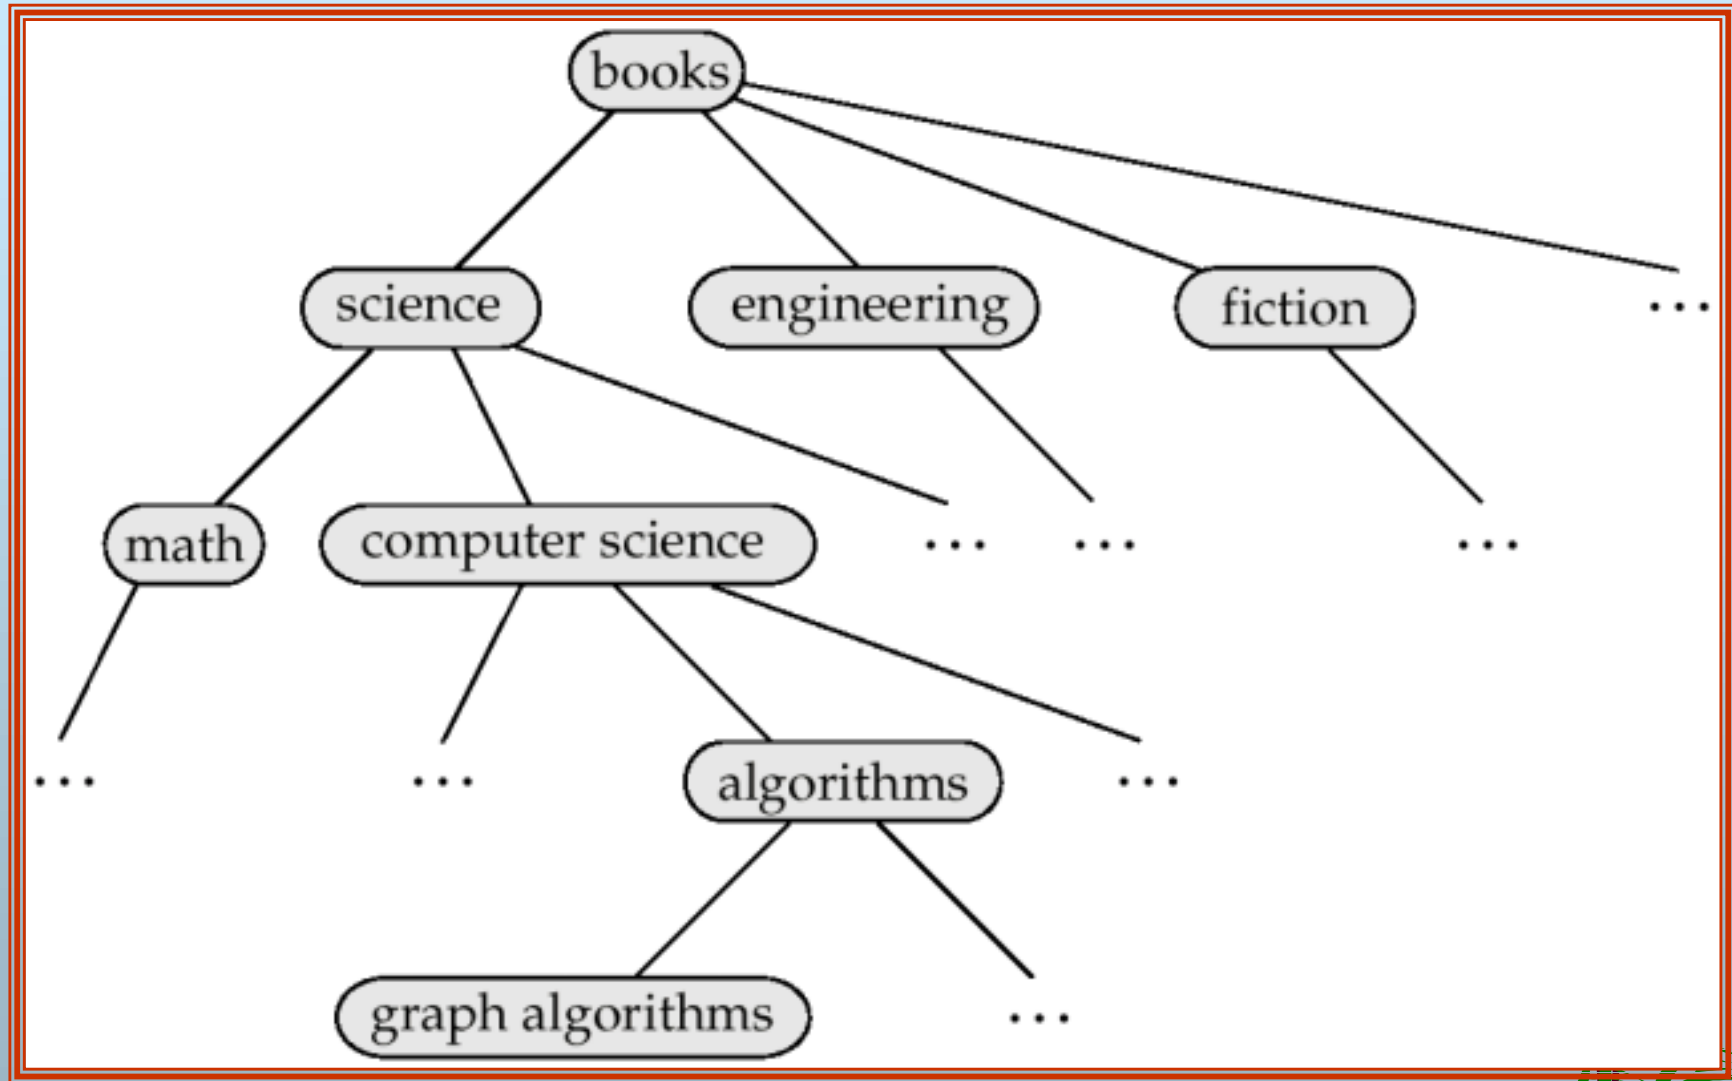 books
science engineering fiction ...
math computer science ... ... ...
... ... algorithms ...
graph algorithms ...